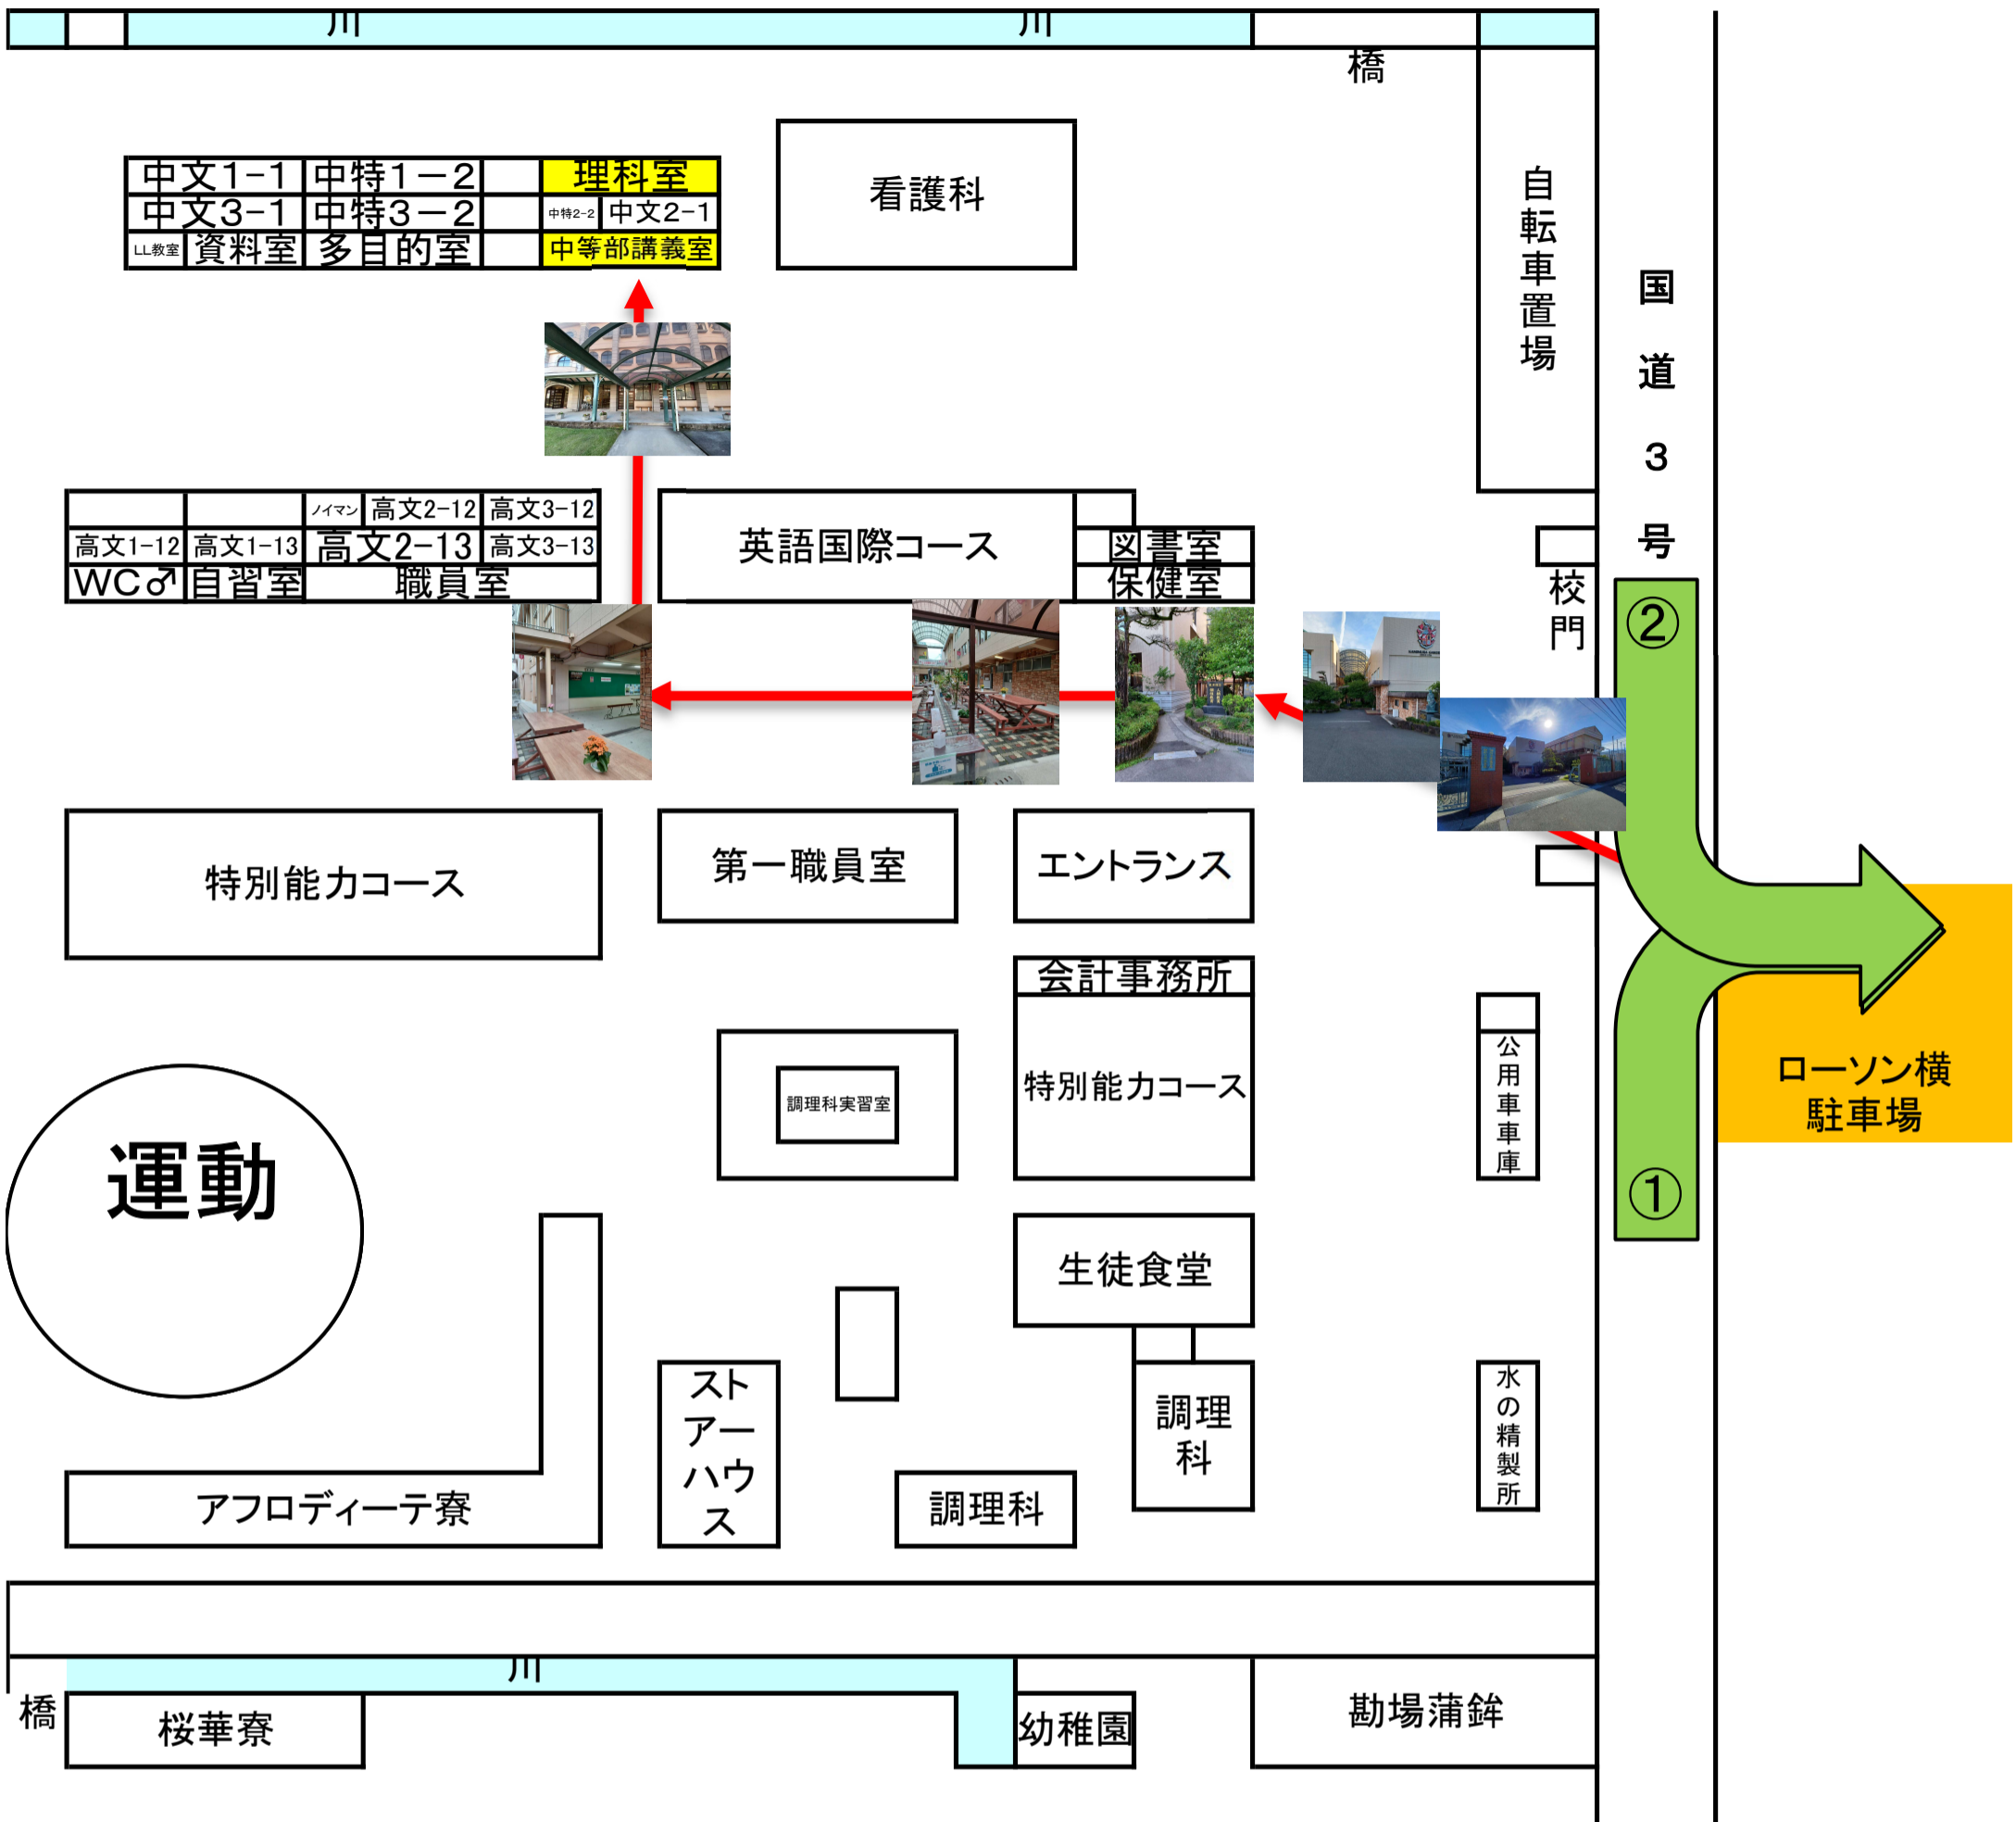 川
川
橋
中文1-1
中特1－2
理科室
中文3-1
中特3－2
中特2-2
中文2-1
LL教室
資料室
多目的室
中等部講義室
看護科
自転車置場
国道3号
ノイマン
高文2-12
高文3-12
高文1-12
高文1-13
高文2-13
高文3-13
WC♂
自習室
職員室
英語国際コース
図書室
保健室
校門
②
特別能力コース
第一職員室
エントランス
会計事務所
特別能力コース
調理科実習室
公用車車庫
ローソン横
駐車場
①
運動
生徒食堂
ストアーハウス
調理科
調理科
水の精製所
アフロディーテ寮
川
橋
桜華寮
幼稚園
勘場蒲鉾